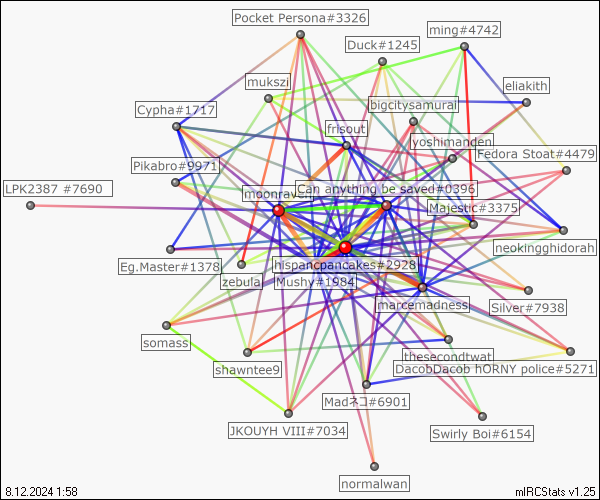 Pocket Persona#3326
ming#4742
Duck#1245
mukszi
eliakith
Cypha#1717
bigcitysamurai
frisout
yoshimanden
Fedora Stoat#4479
Pikabro#9971
LPK2387 #7690
moonraven
Can anything be saved#0396
Majestic#3375
neokingghidorah
Eg.Master#1378
hispancpancakes#2928
zebula
Mushy#1984
marcemadness
Silver#7938
somass
thesecondtwat
shawntee9
DacobDacob hORNY police#5271
Madネコ#6901
JKOUYH VIII#7034
Swirly Boi#6154
normalwan
8.12.2024 1:58
mIRCStats v1.25